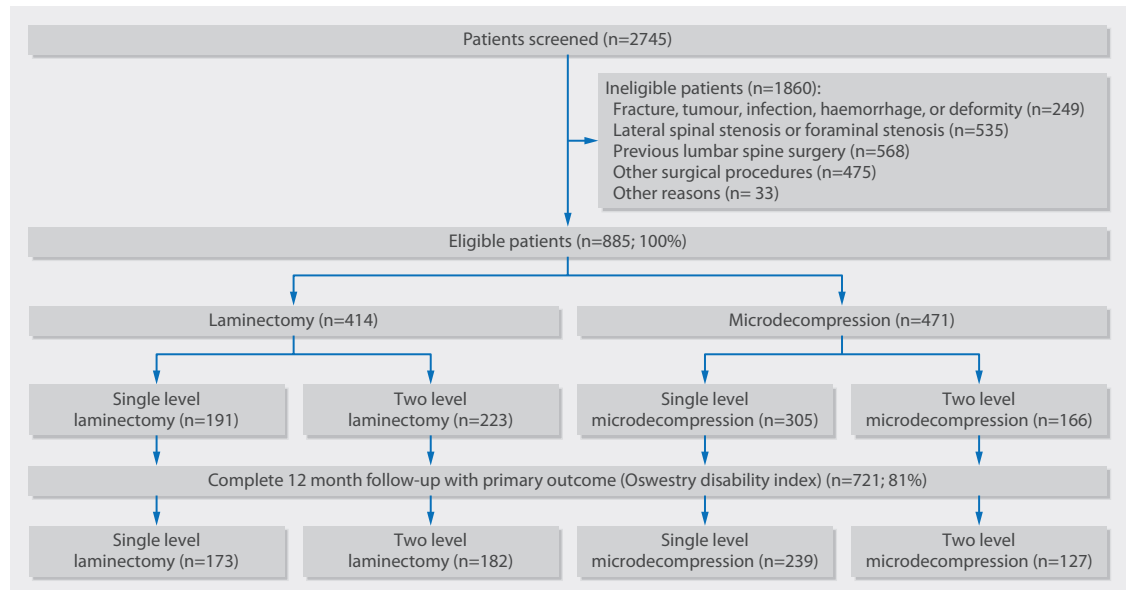 Patients screened (n=2745)
Ineligible patients (n=1860):
Fracture, tumour, infection, haemorrhage, or deformity (n=249)
Lateral spinal stenosis or foraminal stenosis (n=535)
Previous lumbar spine surgery (n=568)
Other surgical procedures (n=475)
Other reasons (n= 33)
Eligible patients (n=885; 100%)
Laminectomy (n=414)
Microdecompression (n=471)
Single level
laminectomy (n=191)
Two level
laminectomy (n=223)
Single level
microdecompression (n=305)
Two level
microdecompression (n=166)
Complete 12 month follow-up with primary outcome (Oswestry disability index) (n=721; 81%)
Single level
laminectomy (n=173)
Two level
laminectomy (n=182)
Single level
microdecompression (n=239)
Two level
microdecompression (n=127)